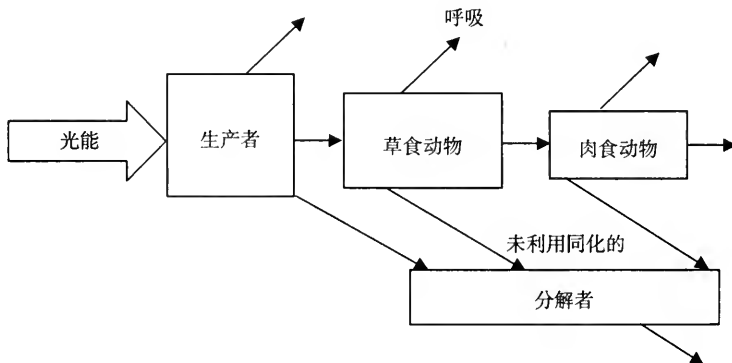 呼吸
光能
生产者
草食动物
肉食动物
未利用同化的
分解者